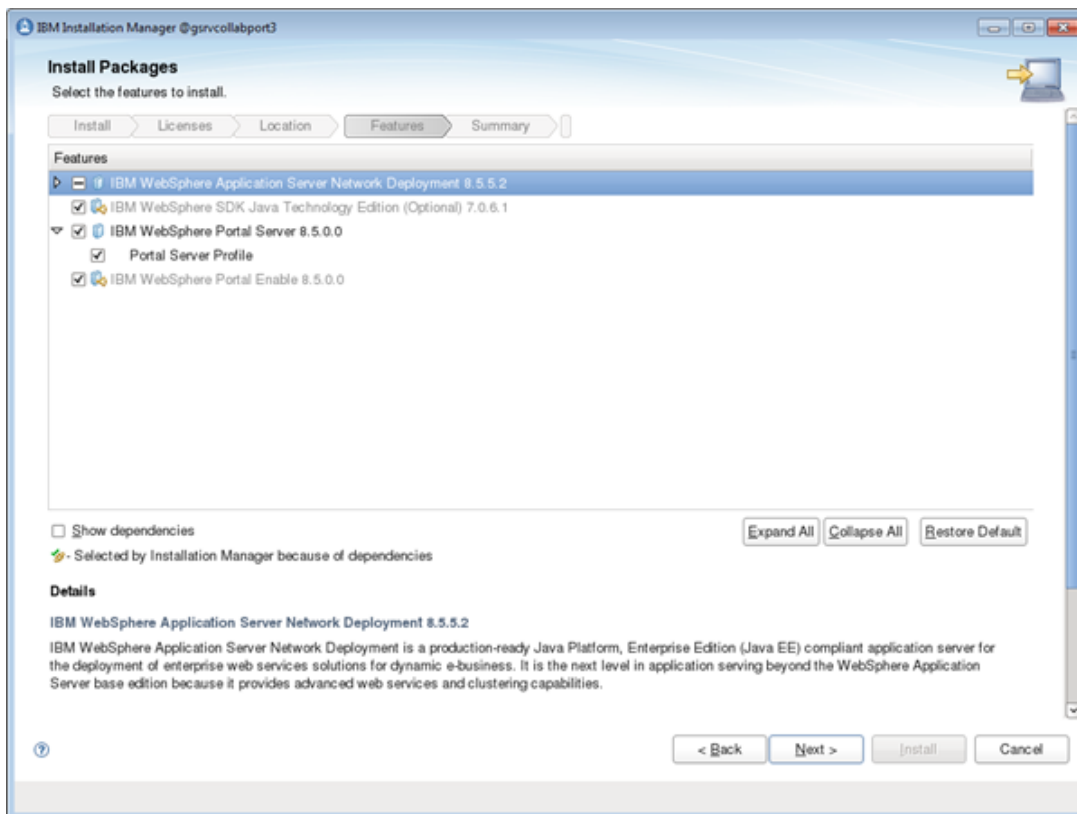 IBM Installation Manager @gsrvcollabport3
Install Packages
Select the features to install.
Install Licenses Location Features Summary
Features
IBM WebSphere Application Server Network Deployment 8.5.5.2
IBM WebSphere SDK Java Technology Edition (Optional) 7.0.6.1
IBM WebSphere Portal Server 8.5.0.0
Portal Server Profile
IBM WebSphere Portal Enable 8.5.0.0
Show dependencies Expand All Collapse All Restore Default
- Selected by Installation Manager because of dependencies
Details
IBM WebSphere Application Server Network Deployment 8.5.5.2
IBM WebSphere Application Server Network Deployment is a production-ready Java Platform, Enterprise Edition (Java EE) compliant application server for
the deployment of enterprise web services solutions for dynamic e-business. It is the next level in application serving beyond the WebSphere Application
Server base edition because it provides advanced web services and clustering capabilities.
? < Back Next > Install Cancel